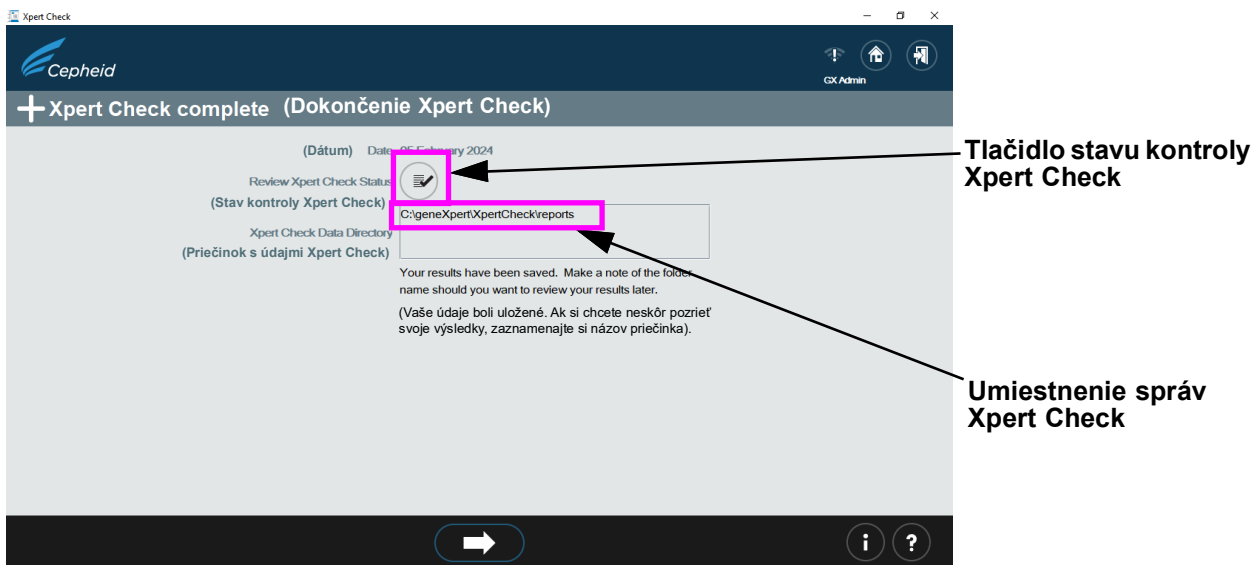 Xpert Check
Cepheid
GX Admin
Xpert Check complete (Dokončenie Xpert Check)
(Dátum) Date 05 February 2024
Review Xpert Check Status
(Stav kontroly Xpert Check)
C:\geneXpert\XpertCheck\reports
Xpert Check Data Directory
(Priečinok s údajmi Xpert Check)
Your results have been saved. Make a note of the folder
name should you want to review your results later.
(Vaše údaje boli uložené. Ak si chcete neskôr pozrieť
svoje výsledky, zaznamenajte si názov priečinka).
Tlačidlo stavu kontroly
Xpert Check
Umiestnenie správ
Xpert Check
i
?